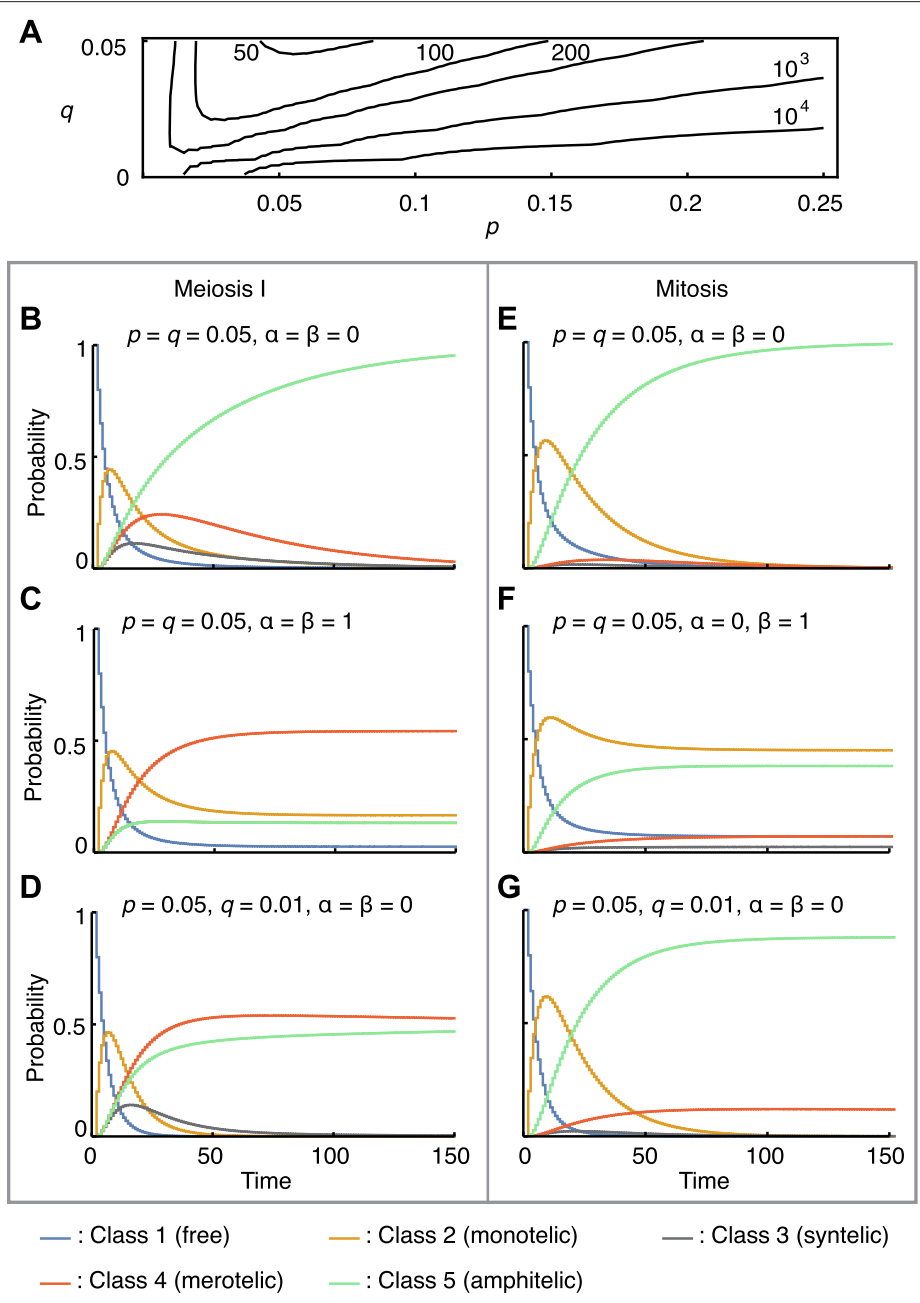 A
0.05
50
100
200
10³
10⁴
q
0
0.05
0.1
0.15
0.2
0.25
p
Meiosis I
Mitosis
B
p = q = 0.05, α = β = 0
1
0.5
0
Probability
E
p = q = 0.05, α = β = 0
C
p = q = 0.05, α = β = 1
1
0.5
0
Probability
F
p = q = 0.05, α = 0, β = 1
D
p = 0.05, q = 0.01, α = β = 0
1
0.5
0
Probability
0 50 100 150
Time
G
p = 0.05, q = 0.01, α = β = 0
0 50 100 150
Time
: Class 1 (free)
: Class 2 (monotelic)
: Class 3 (syntelic)
: Class 4 (merotelic)
: Class 5 (amphitelic)